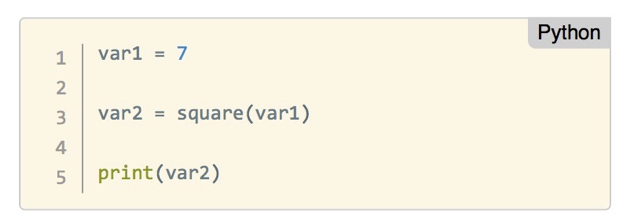 Python
1 var1 = 7
2
3 var2 = square(var1)
4
5 print(var2)